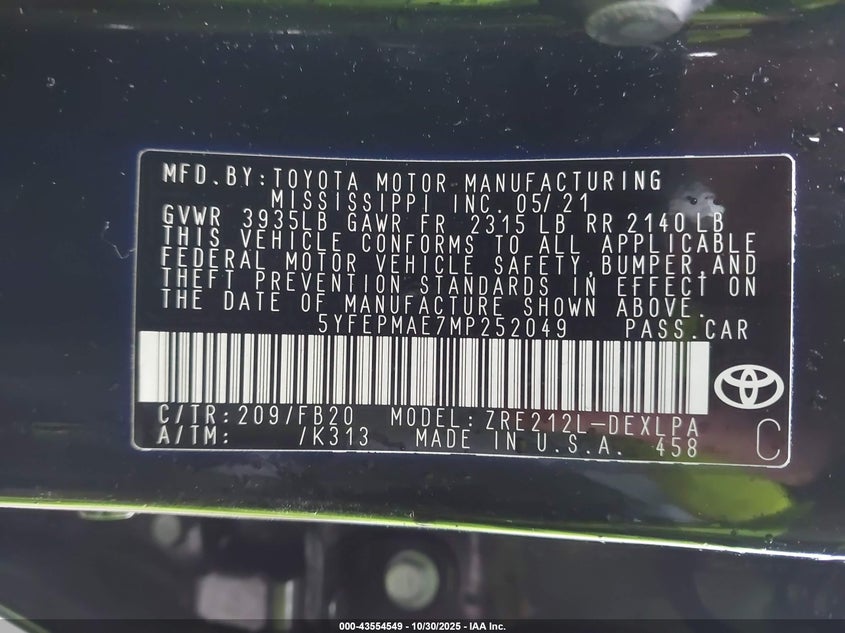 MFD.BY:TOYOTA MOTOR MANUFACTURING
MISSISSIPPI INC. 05/21
GVWR 3935LB GAWR FR 2315 LB RR 2140 LB
THIS VEHICLE CONFORMS TO ALL APPLICABLE
FEDERAL MOTOR VEHICLE SAFETY,BUMPER,AND
THEFT PREVENTION STANDARDS IN EFFECT ON
THE DATE OF MANUFACTURE SHOWN ABOVE.
5YFEPMAE7MP252049 PASS.CAR
C/TR:209/FB20 MODEL:ZRE212L-DEXLPA
A/TM: /K313 MADE IN U.S.A. 458 C
000-43554549 - 10/30/2025 - IAA Inc.